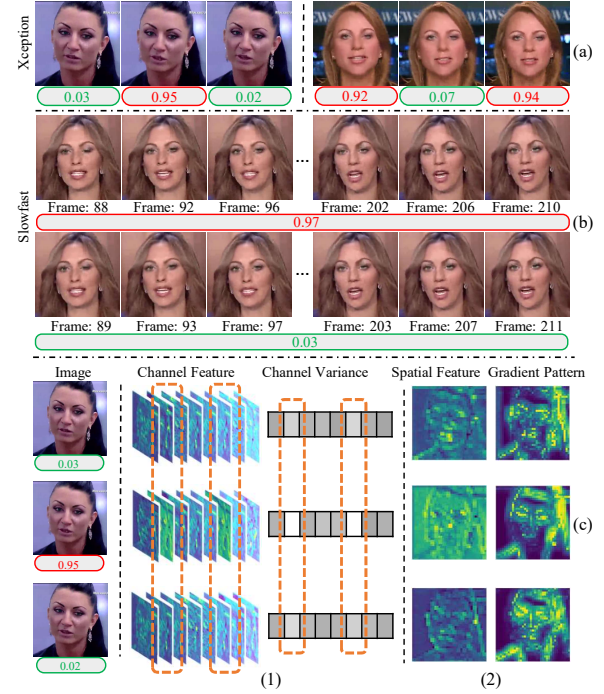 Xception
NEWS
(a)
0.03 0.95 0.02 0.92 0.07 0.94
Slowfast
...
Frame: 88 Frame: 92 Frame: 96 Frame: 202 Frame: 206 Frame: 210
0.97
(b)
...
Frame: 89 Frame: 93 Frame: 97 Frame: 203 Frame: 207 Frame: 211
0.03
Image Channel Feature Channel Variance Spatial Feature Gradient Pattern
0.03
0.95
(c)
0.02
(1) (2)